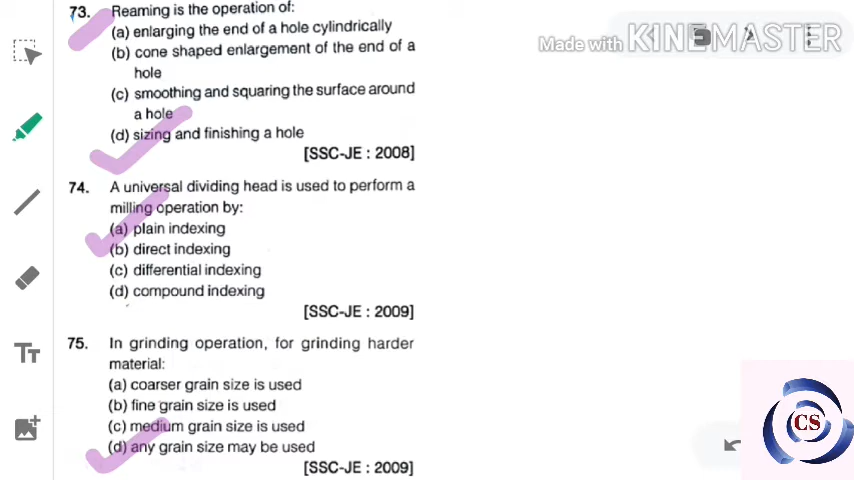 73. Reaming is the operation of:
(a) enlarging the end of a hole cylindrically
(b) cone shaped enlargement of the end of a
hole
(c) smoothing and squaring the surface around
a hole
(d) sizing and finishing a hole
[SSC-JE : 2008]
74. A universal dividing head is used to perform a
milling operation by:
(a) plain indexing
(b) direct indexing
(c) differential indexing
(d) compound indexing
[SSC-JE : 2009]
75. In grinding operation, for grinding harder
material:
(a) coarser grain size is used
(b) fine grain size is used
(c) medium grain size is used
(d) any grain size may be used
[SSC-JE : 2009]
Made with KINEMASTER
TT
CS